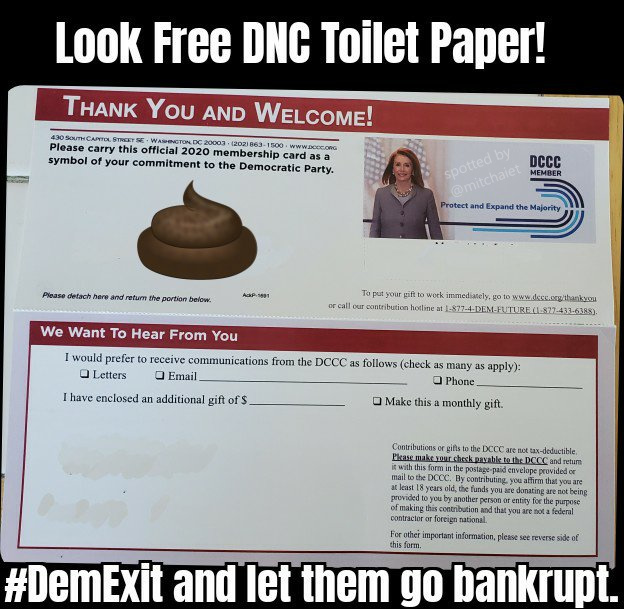 Look Free DNC Toilet Paper!
THANK YOU AND WELCOME!
430 SOUTH CAPITOL STREET SE · WASHINGTON, DC 20003 · (202) 863-1500 · WWW.DCCC.ORG
Please carry this official 2020 membership card as a
symbol of your commitment to the Democratic Party.
spotted by
@mitchaiet
DCCC
MEMBER
Protect and Expand the Majority
Please detach here and return the portion below.
AckP-1691
To put your gift to work immediately, go to www.dccc.org/thankyou
or call our contribution hotline at 1-877-4-DEM-FUTURE (1-877-433-6388).
We Want To Hear From You
I would prefer to receive communications from the DCCC as follows (check as many as apply):
❑ Letters ❑ Email ❑ Phone
I have enclosed an additional gift of $ ❑ Make this a monthly gift.
Contributions or gifts to the DCCC are not tax-deductible.
Please make your check payable to the DCCC and return
it with this form in the postage-paid envelope provided or
mail to the DCCC. By contributing, you affirm that you are
at least 18 years old, the funds you are donating are not being
provided to you by another person or entity for the purpose
of making this contribution and that you are not a federal
contractor or foreign national.
For other important information, please see reverse side of
this form.
#DemExit and let them go bankrupt.